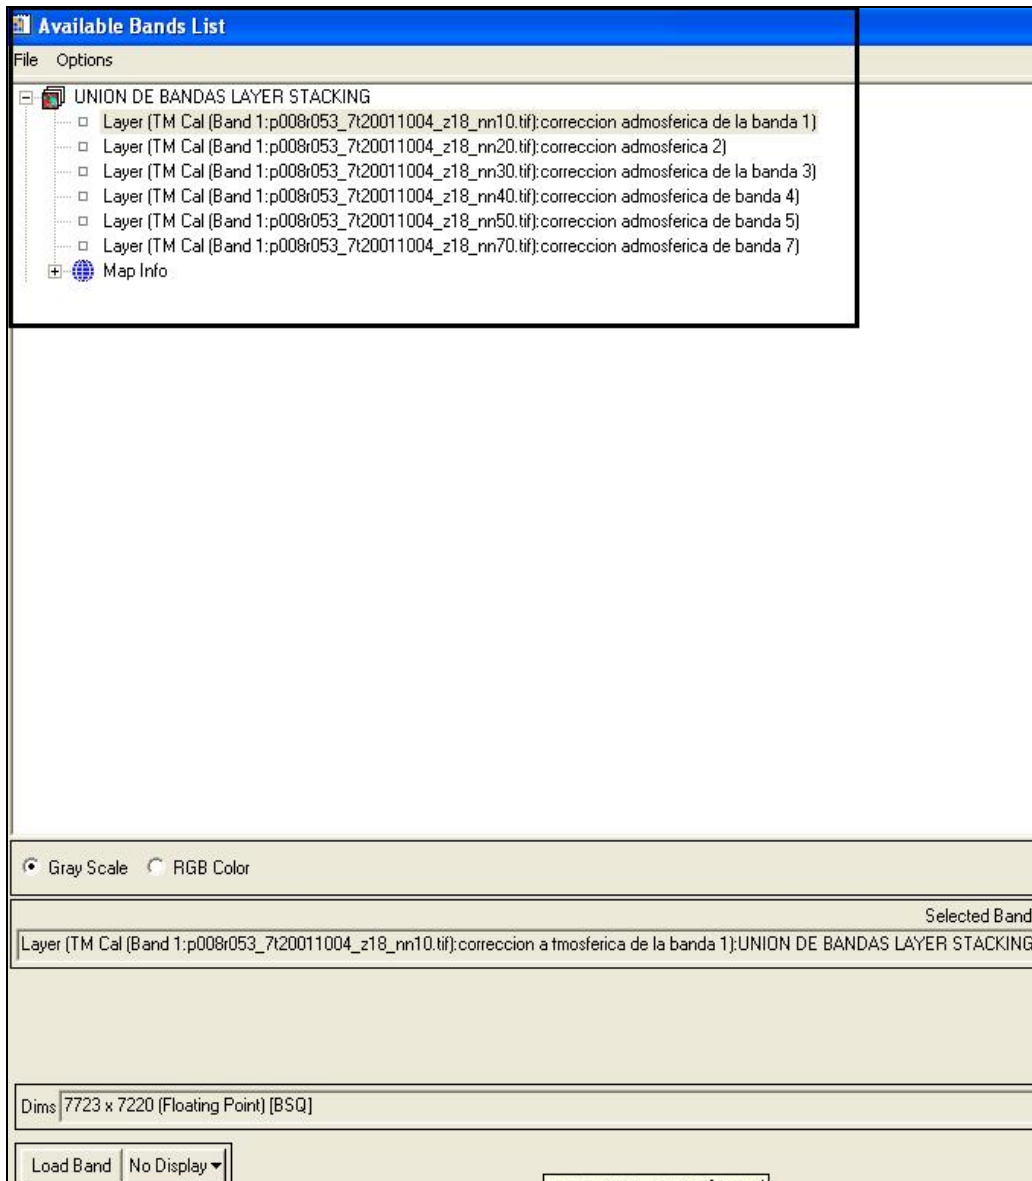 Available Bands List
File Options
UNION DE BANDAS LAYER STACKING
Layer (TM Cal (Band 1:p008r053_7t20011004_z18_nn10.tif):correccion admosferica de la banda 1)
Layer (TM Cal (Band 1:p008r053_7t20011004_z18_nn20.tif):correccion admosferica 2)
Layer (TM Cal (Band 1:p008r053_7t20011004_z18_nn30.tif):correccion admosferica de la banda 3)
Layer (TM Cal (Band 1:p008r053_7t20011004_z18_nn40.tif):correccion admosferica de banda 4)
Layer (TM Cal (Band 1:p008r053_7t20011004_z18_nn50.tif):correccion admosferica de banda 5)
Layer (TM Cal (Band 1:p008r053_7t20011004_z18_nn70.tif):correccion admosferica de banda 7)
Map Info
Gray Scale RGB Color
Selected Band
Layer (TM Cal (Band 1:p008r053_7t20011004_z18_nn10.tif):correccion a tmosferica de la banda 1):UNION DE BANDAS LAYER STACKING
Dims 7723 x 7220 (Floating Point) [BSQ]
Load Band No Display